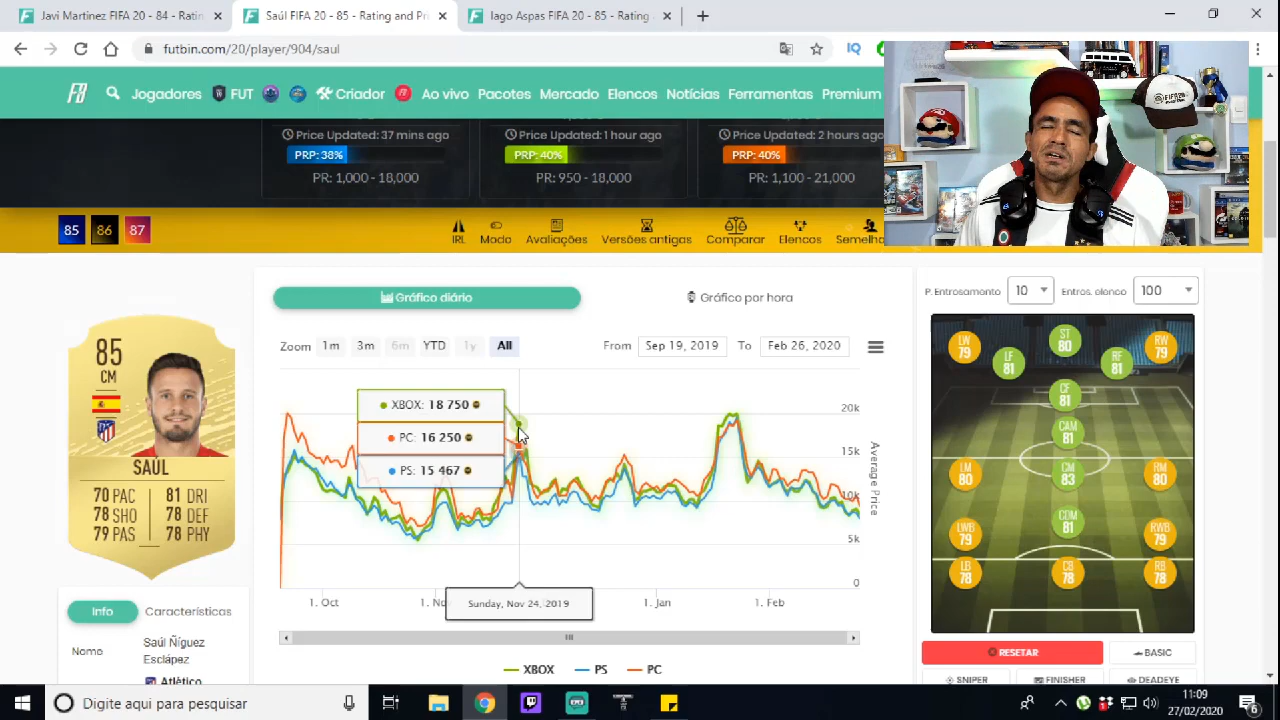 Javi Martinez FIFA 20 - 84 - Ratin
Saúl FIFA 20 - 85 - Rating and Pri
Iago Aspas FIFA 20 - 85 - Rating
futbin.com/20/player/904/saul
Jogadores FUT Criador Ao vivo Pacotes Mercado Elencos Notícias Ferramentas Premium
Price Updated: 37 mins ago
Price Updated: 1 hour ago
Price Updated: 2 hours ago
PRP: 38%
PRP: 40%
PRP: 40%
PR: 1,000 - 18,000
PR: 950 - 18,000
PR: 1,100 - 21,000
85 86 87
IRL Modo Avaliações Versões antigas Comparar Elencos Semelha
Gráfico diário
Gráfico por hora
P. Entrosamento 10 Entros. elenco 100
Zoom 1m 3m 6m YTD 1y All
From Sep 19, 2019 To Feb 26, 2020
85
CM
SAÚL
70 PAC 81 DRI
78 SHO 78 DEF
79 PAS 78 PHY
XBOX: 18 750
PC: 16 250
PS: 15 467
20k
15k
10k
5k
0
Average Price
1. Oct
1. No
1. Jan
1. Feb
Sunday, Nov 24, 2019
XBOX PS PC
LW 79
ST 80
RW 79
LF 81
RF 81
CF 81
CAM 81
LM 80
CM 83
RM 80
LWB 79
CDM 81
RWB 79
LB 78
CB 78
RB 78
RESETAR
BASIC
SNIPER
FINISHER
DEADEYE
Info
Características
Nome
Saúl Ñíguez
Esclápez
Atlético
Digite aqui para pesquisar
11:09
27/02/2020
6